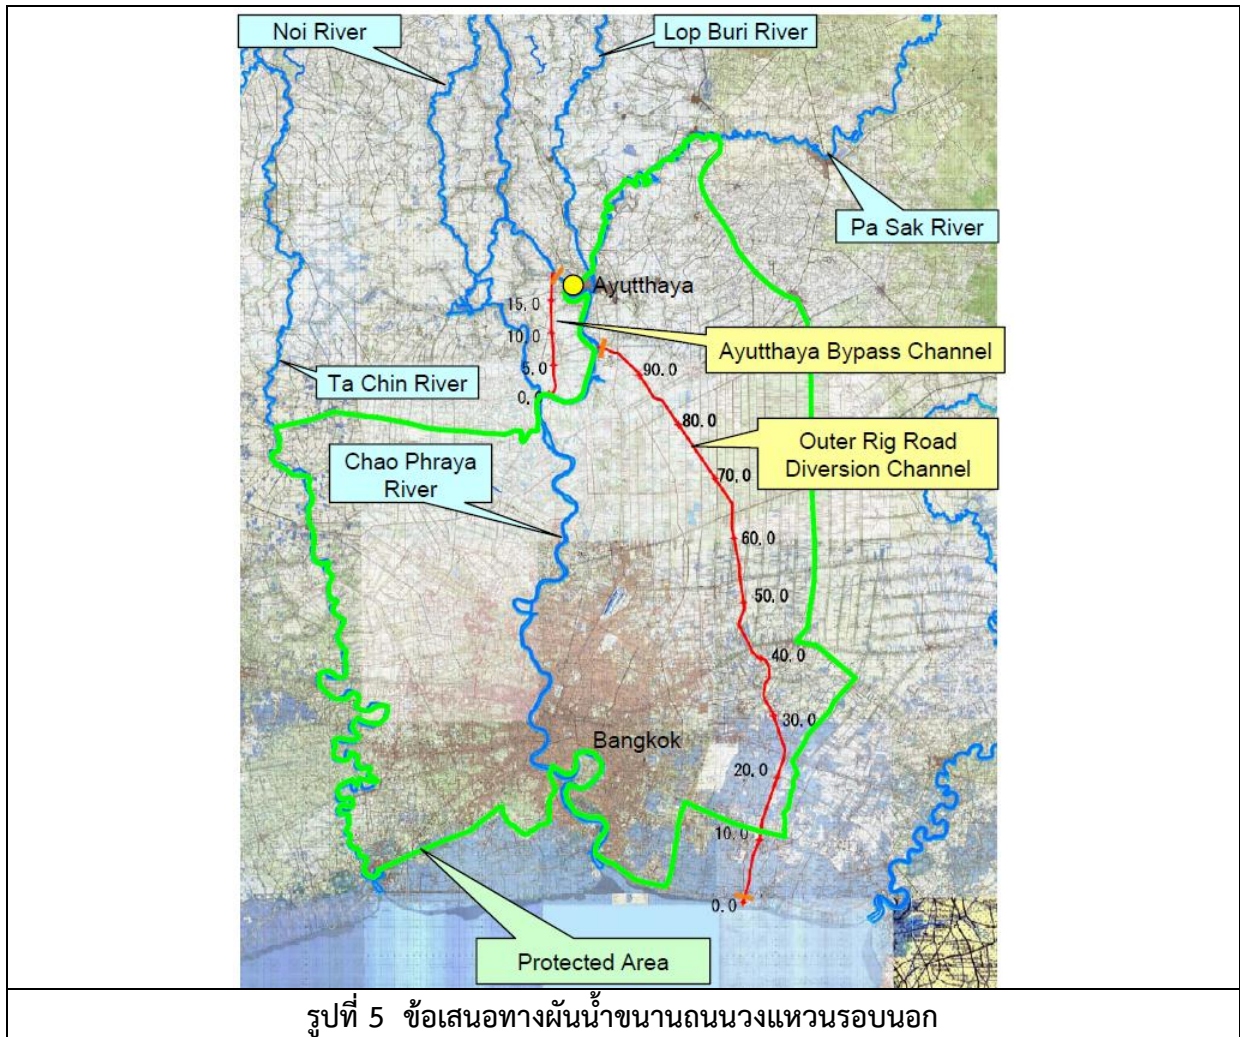 Noi River
Lop Buri River
Pa Sak River
Ayutthaya
15.0
10.0
5.0
0.
Ayutthaya Bypass Channel
90.0
Ta Chin River
80.0
Outer Rig Road
Diversion Channel
Chao Phraya
River
70.0
60.0
50.0
40.0
30.0
Bangkok
20.0
10.0
0.0
Protected Area
รูปที่ 5 ข้อเสนอทางผันน้ำขนานถนนวงแหวนรอบนอก